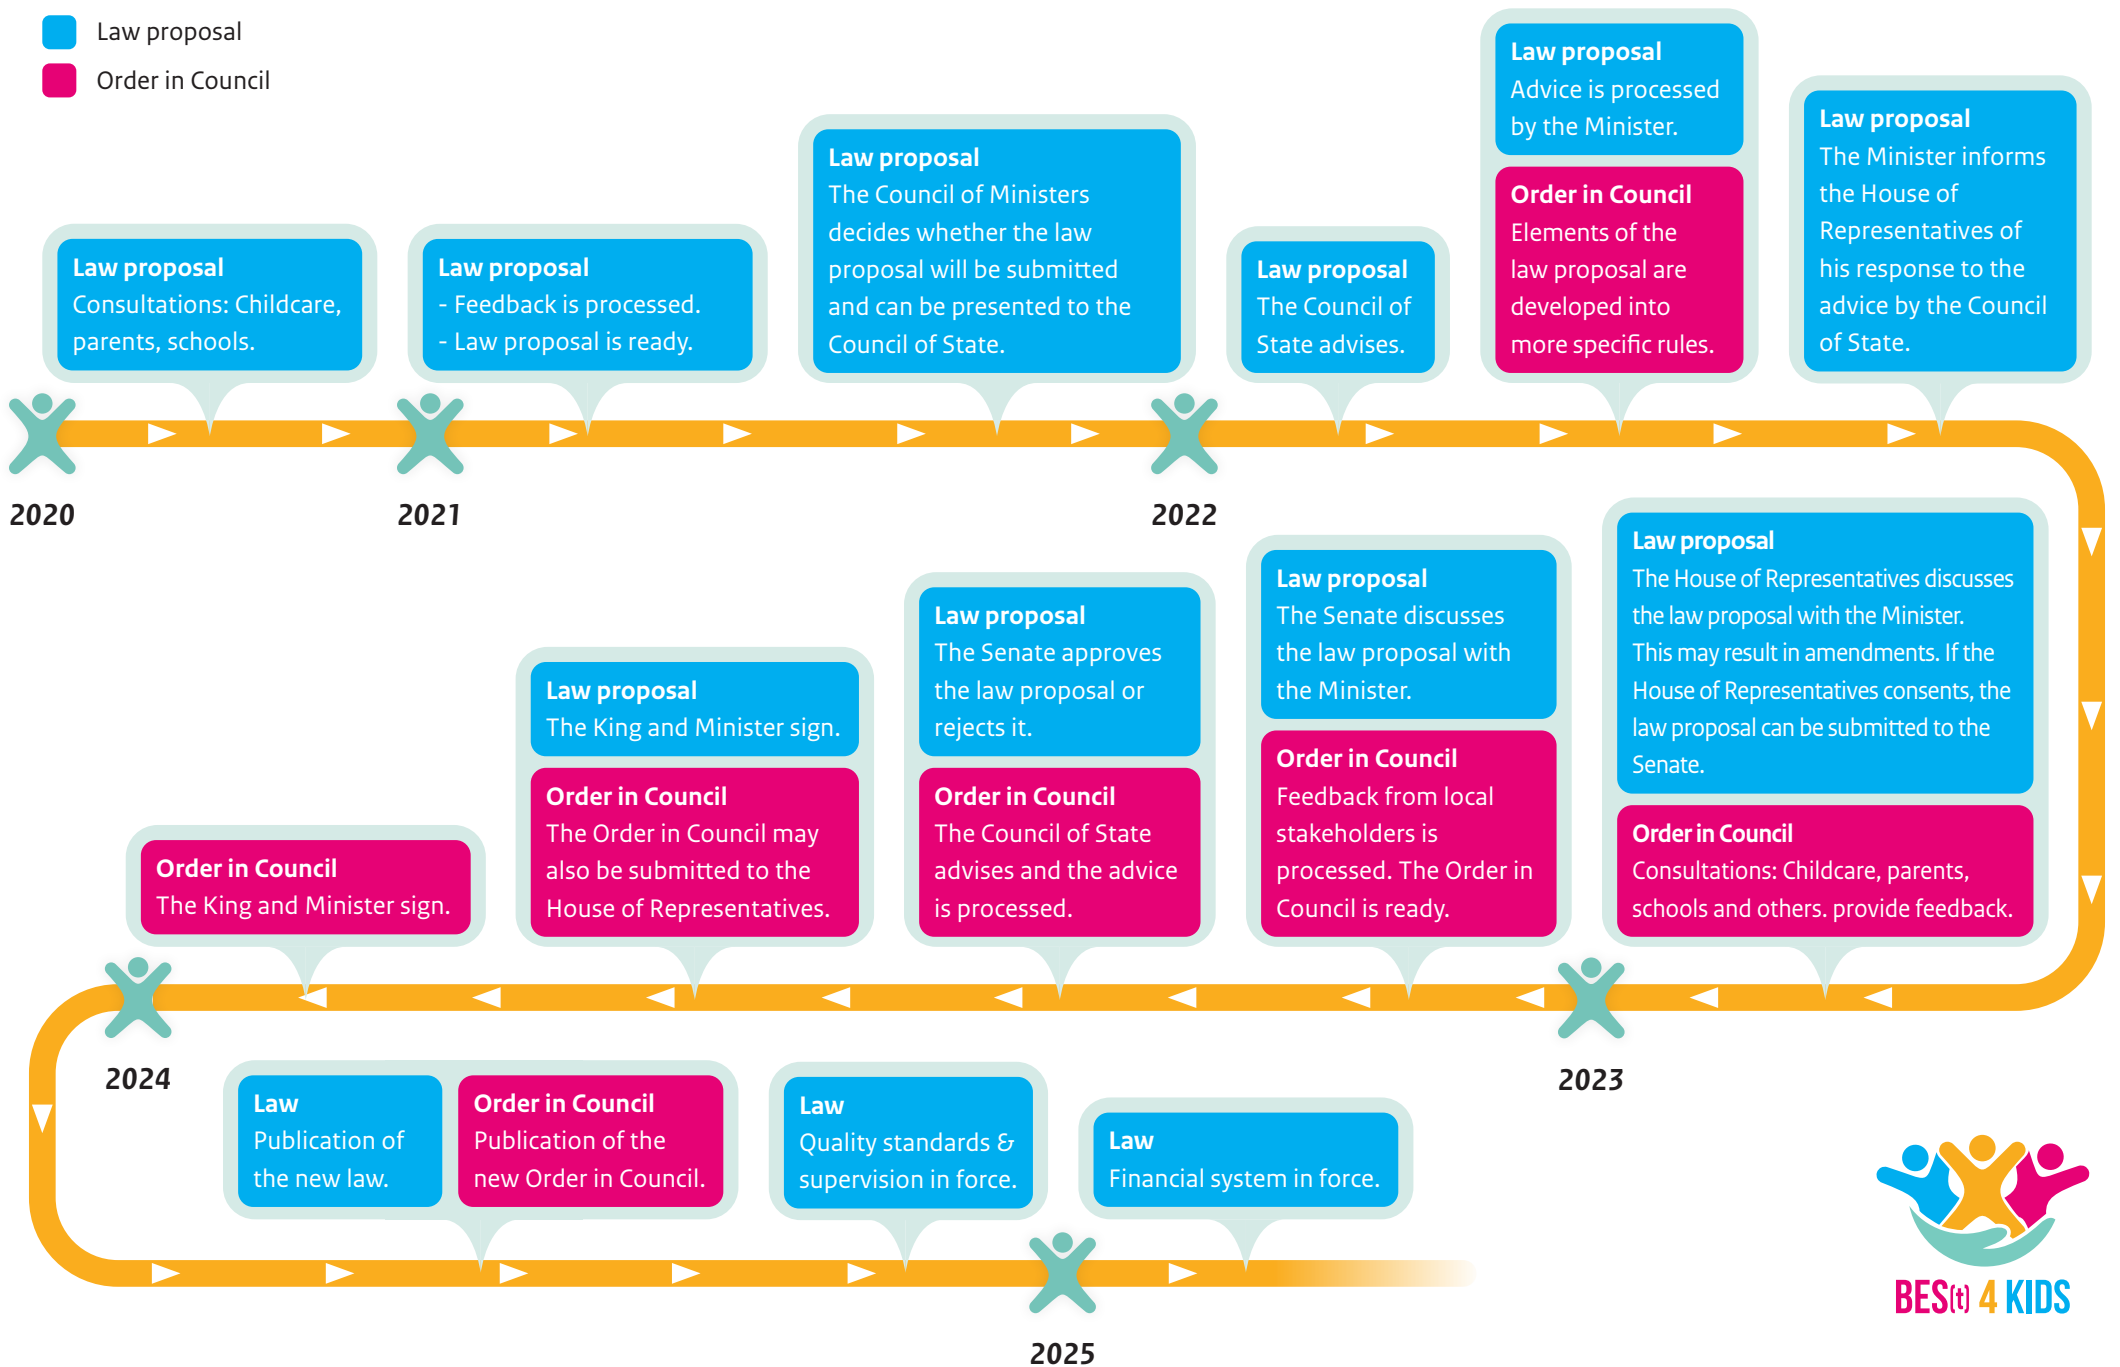 Law proposal
Order in Council
Law proposal
Consultations: Childcare,
parents, schools.
Law proposal
- Feedback is processed.
- Law proposal is ready.
Law proposal
The Council of Ministers
decides whether the law
proposal will be submitted
and can be presented to the
Council of State.
Law proposal
The Council of
State advises.
Law proposal
Advice is processed
by the Minister.
Order in Council
Elements of the
law proposal are
developed into
more specific rules.
Law proposal
The Minister informs
the House of
Representatives of
his response to the
advice by the Council
of State.
2020
2021
2022
Law proposal
The House of Representatives discusses
the law proposal with the Minister.
This may result in amendments. If the
House of Representatives consents, the
law proposal can be submitted to the
Senate.
Order in Council
Consultations: Childcare, parents,
schools and others. provide feedback.
Law proposal
The Senate discusses
the law proposal with
the Minister.
Order in Council
Feedback from local
stakeholders is
processed. The Order in
Council is ready.
Law proposal
The Senate approves
the law proposal or
rejects it.
Order in Council
The Council of State
advises and the advice
is processed.
Law proposal
The King and Minister sign.
Order in Council
The Order in Council may
also be submitted to the
House of Representatives.
Order in Council
The King and Minister sign.
2023
2024
Law
Publication of
the new law.
Order in Council
Publication of the
new Order in Council.
Law
Quality standards &
supervision in force.
Law
Financial system in force.
2025
BES(t) 4 KIDS